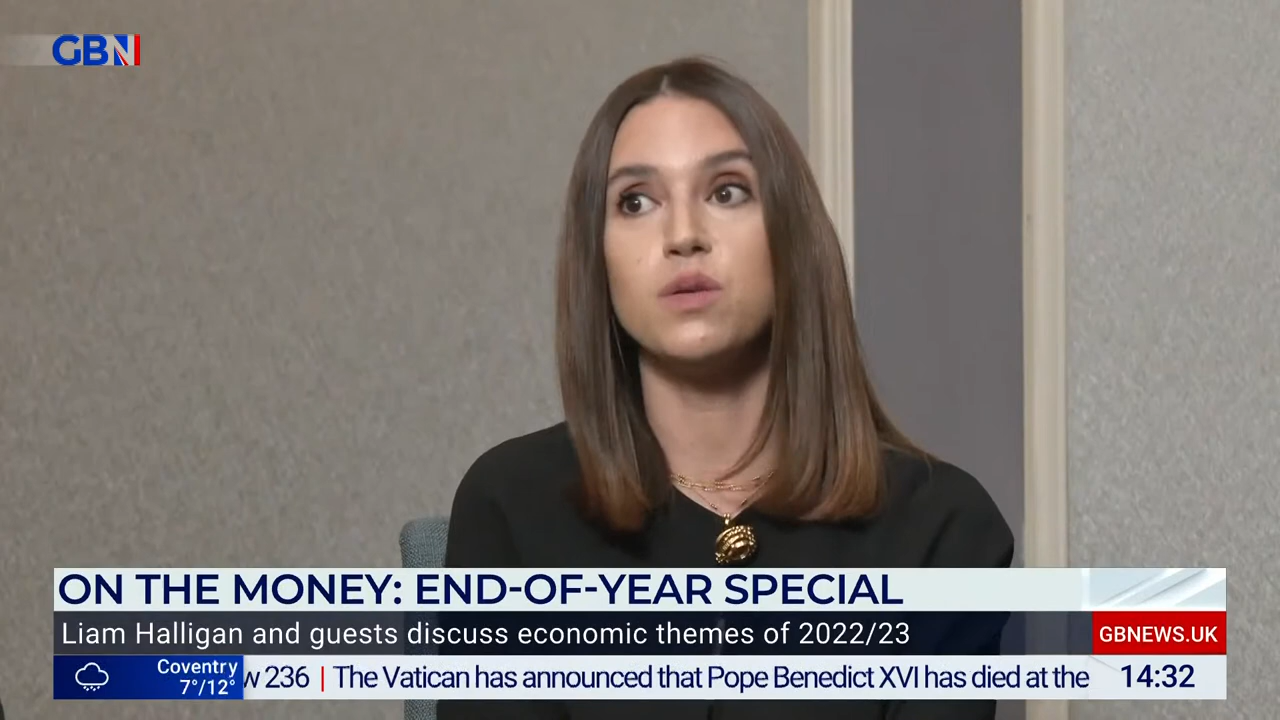 GBN
ON THE MONEY: END-OF-YEAR SPECIAL
Liam Halligan and guests discuss economic themes of 2022/23
GBNEWS.UK
Coventry
7°/12°
w 236 | The Vatican has announced that Pope Benedict XVI has died at the
14:32